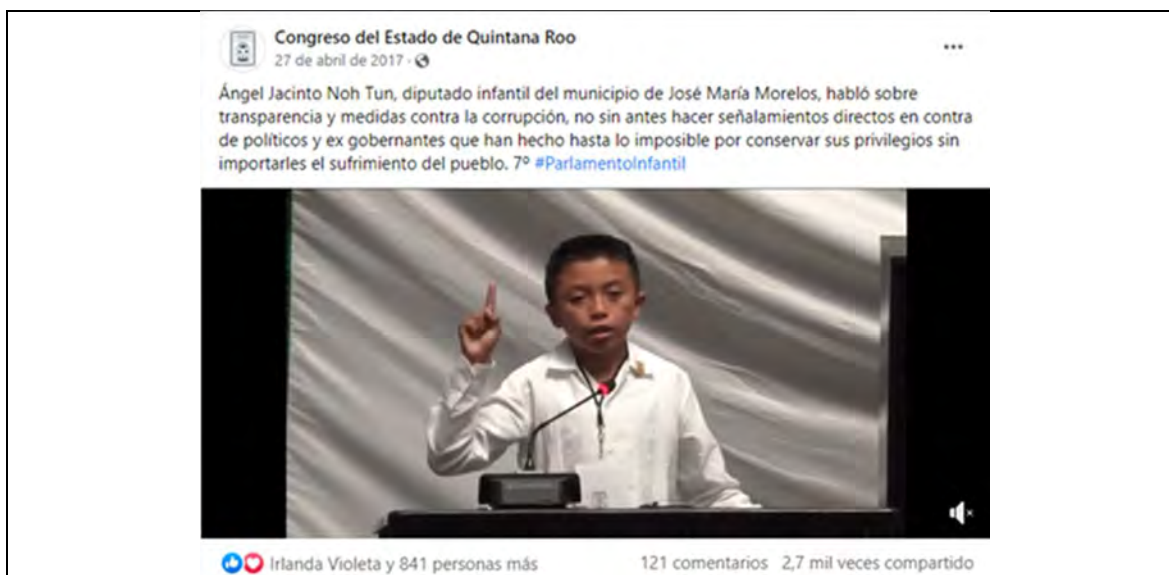 Congreso del Estado de Quintana Roo
27 de abril de 2017 ·
Ángel Jacinto Noh Tun, diputado infantil del municipio de José María Morelos, habló sobre
transparencia y medidas contra la corrupción, no sin antes hacer señalamientos directos en contra
de políticos y ex gobernantes que han hecho hasta lo imposible por conservar sus privilegios sin
importarles el sufrimiento del pueblo. 7º #ParlamentoInfantil
Irlanda Violeta y 841 personas más 121 comentarios 2,7 mil veces compartido